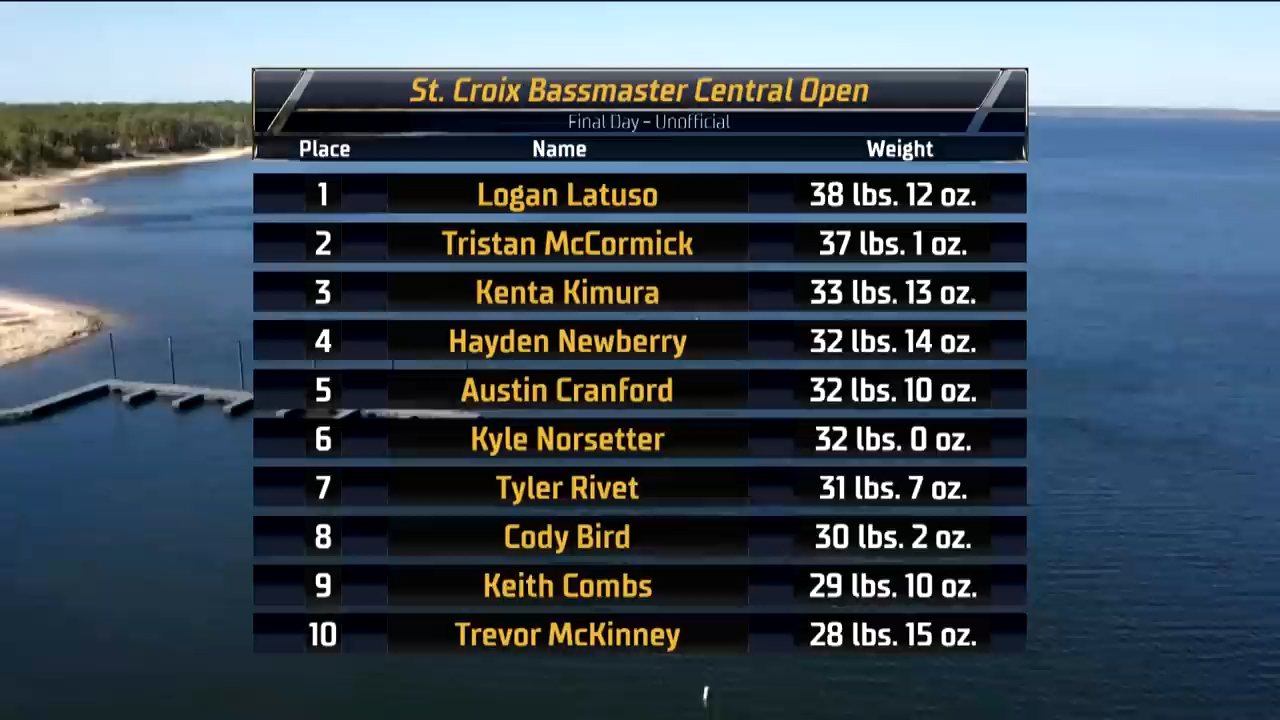 St. Croix Bassmaster Central Open
Final Day - Unofficial
Place Name Weight
1 Logan Latuso 38 lbs. 12 oz.
2 Tristan McCormick 37 lbs. 1 oz.
3 Kenta Kimura 33 lbs. 13 oz.
4 Hayden Newberry 32 lbs. 14 oz.
5 Austin Cranford 32 lbs. 10 oz.
6 Kyle Norsetter 32 lbs. 0 oz.
7 Tyler Rivet 31 lbs. 7 oz.
8 Cody Bird 30 lbs. 2 oz.
9 Keith Combs 29 lbs. 10 oz.
10 Trevor McKinney 28 lbs. 15 oz.